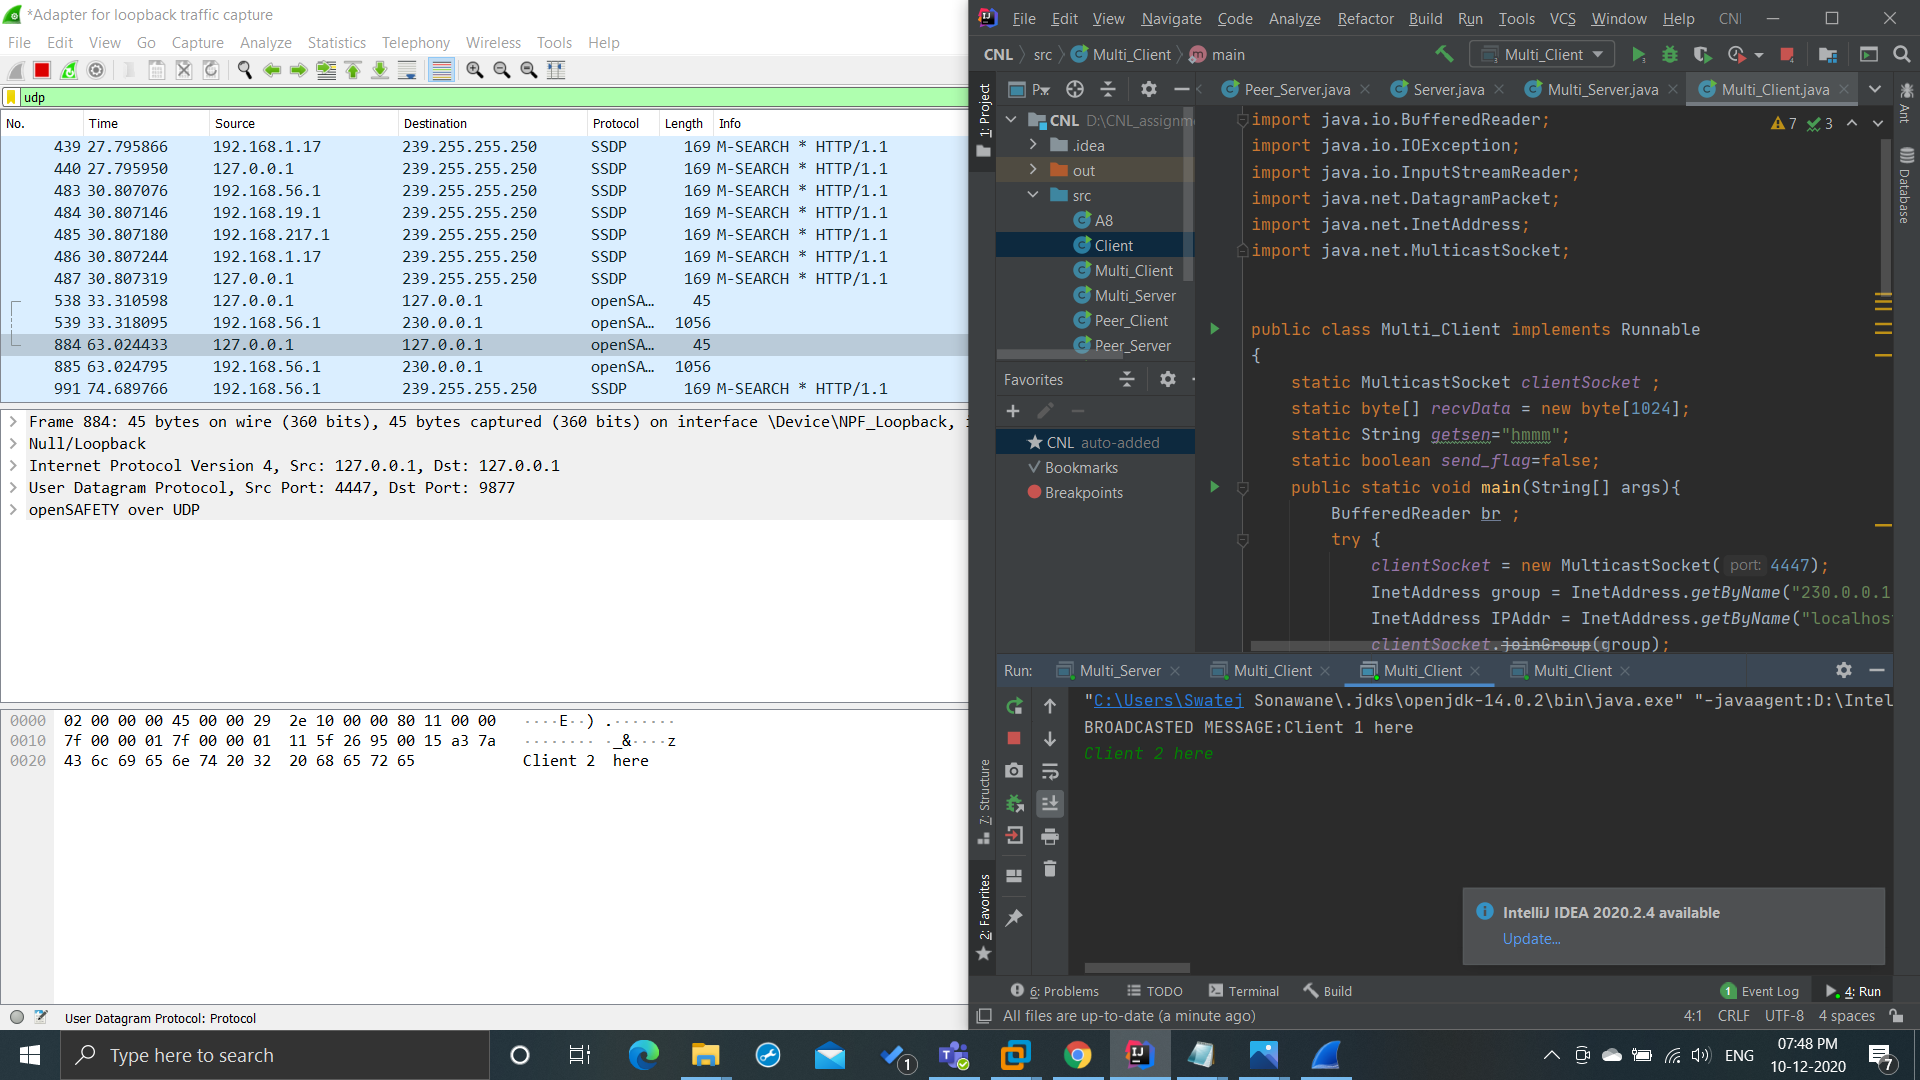 *Adapter for loopback traffic capture
File Edit View Go Capture Analyze Statistics Telephony Wireless Tools Help
udp
No. Time Source Destination Protocol Length Info
439 27.795866 192.168.1.17 239.255.255.250 SSDP 169 M-SEARCH * HTTP/1.1
440 27.795950 127.0.0.1 239.255.255.250 SSDP 169 M-SEARCH * HTTP/1.1
483 30.807076 192.168.56.1 239.255.255.250 SSDP 169 M-SEARCH * HTTP/1.1
484 30.807146 192.168.19.1 239.255.255.250 SSDP 169 M-SEARCH * HTTP/1.1
485 30.807180 192.168.217.1 239.255.255.250 SSDP 169 M-SEARCH * HTTP/1.1
486 30.807244 192.168.1.17 239.255.255.250 SSDP 169 M-SEARCH * HTTP/1.1
487 30.807319 127.0.0.1 239.255.255.250 SSDP 169 M-SEARCH * HTTP/1.1
538 33.310598 127.0.0.1 127.0.0.1 openSA… 45
539 33.318095 192.168.56.1 230.0.0.1 openSA… 1056
884 63.024433 127.0.0.1 127.0.0.1 openSA… 45
885 63.024795 192.168.56.1 230.0.0.1 openSA… 1056
991 74.689766 192.168.56.1 239.255.255.250 SSDP 169 M-SEARCH * HTTP/1.1
Frame 884: 45 bytes on wire (360 bits), 45 bytes captured (360 bits) on interface \Device\NPF_Loopback, i
Null/Loopback
Internet Protocol Version 4, Src: 127.0.0.1, Dst: 127.0.0.1
User Datagram Protocol, Src Port: 4447, Dst Port: 9877
openSAFETY over UDP
0000 02 00 00 00 45 00 00 29 2e 10 00 00 80 11 00 00 ····E··) .·······
0010 7f 00 00 01 7f 00 00 01 11 5f 26 95 00 15 a3 7a ········ ·_&····z
0020 43 6c 69 65 6e 74 20 32 20 68 65 72 65 Client 2 here
User Datagram Protocol: Protocol
File Edit View Navigate Code Analyze Refactor Build Run Tools VCS Window Help CNL
CNL src Multi_Client main
Multi_Client
1: Project
P...
Peer_Server.java Server.java Multi_Server.java Multi_Client.java
CNL D:\CNL_assignm
.idea
out
src
A8
Client
Multi_Client
Multi_Server
Peer_Client
Peer_Server
Favorites
CNL auto-added
Bookmarks
Breakpoints
7 3
import java.io.BufferedReader;
import java.io.IOException;
import java.io.InputStreamReader;
import java.net.DatagramPacket;
import java.net.InetAddress;
import java.net.MulticastSocket;
public class Multi_Client implements Runnable
{
static MulticastSocket clientSocket ;
static byte[] recvData = new byte[1024];
static String getsen="hmmm";
static boolean send_flag=false;
public static void main(String[] args){
BufferedReader br ;
try {
clientSocket = new MulticastSocket( port: 4447);
InetAddress group = InetAddress.getByName("230.0.0.1
InetAddress IPAddr = InetAddress.getByName("localhos
clientSocket.joinGroup(group);
Ant
Database
Run: Multi_Server Multi_Client Multi_Client Multi_Client
"C:\Users\Swatej Sonawane\.jdks\openjdk-14.0.2\bin\java.exe" "-javaagent:D:\Intel
BROADCASTED MESSAGE:Client 1 here
Client 2 here
7: Structure
2: Favorites
IntelliJ IDEA 2020.2.4 available
Update...
6: Problems TODO Terminal Build 1 Event Log 4: Run
All files are up-to-date (a minute ago) 4:1 CRLF UTF-8 4 spaces
Type here to search
1
ENG
07:48 PM
10-12-2020
7